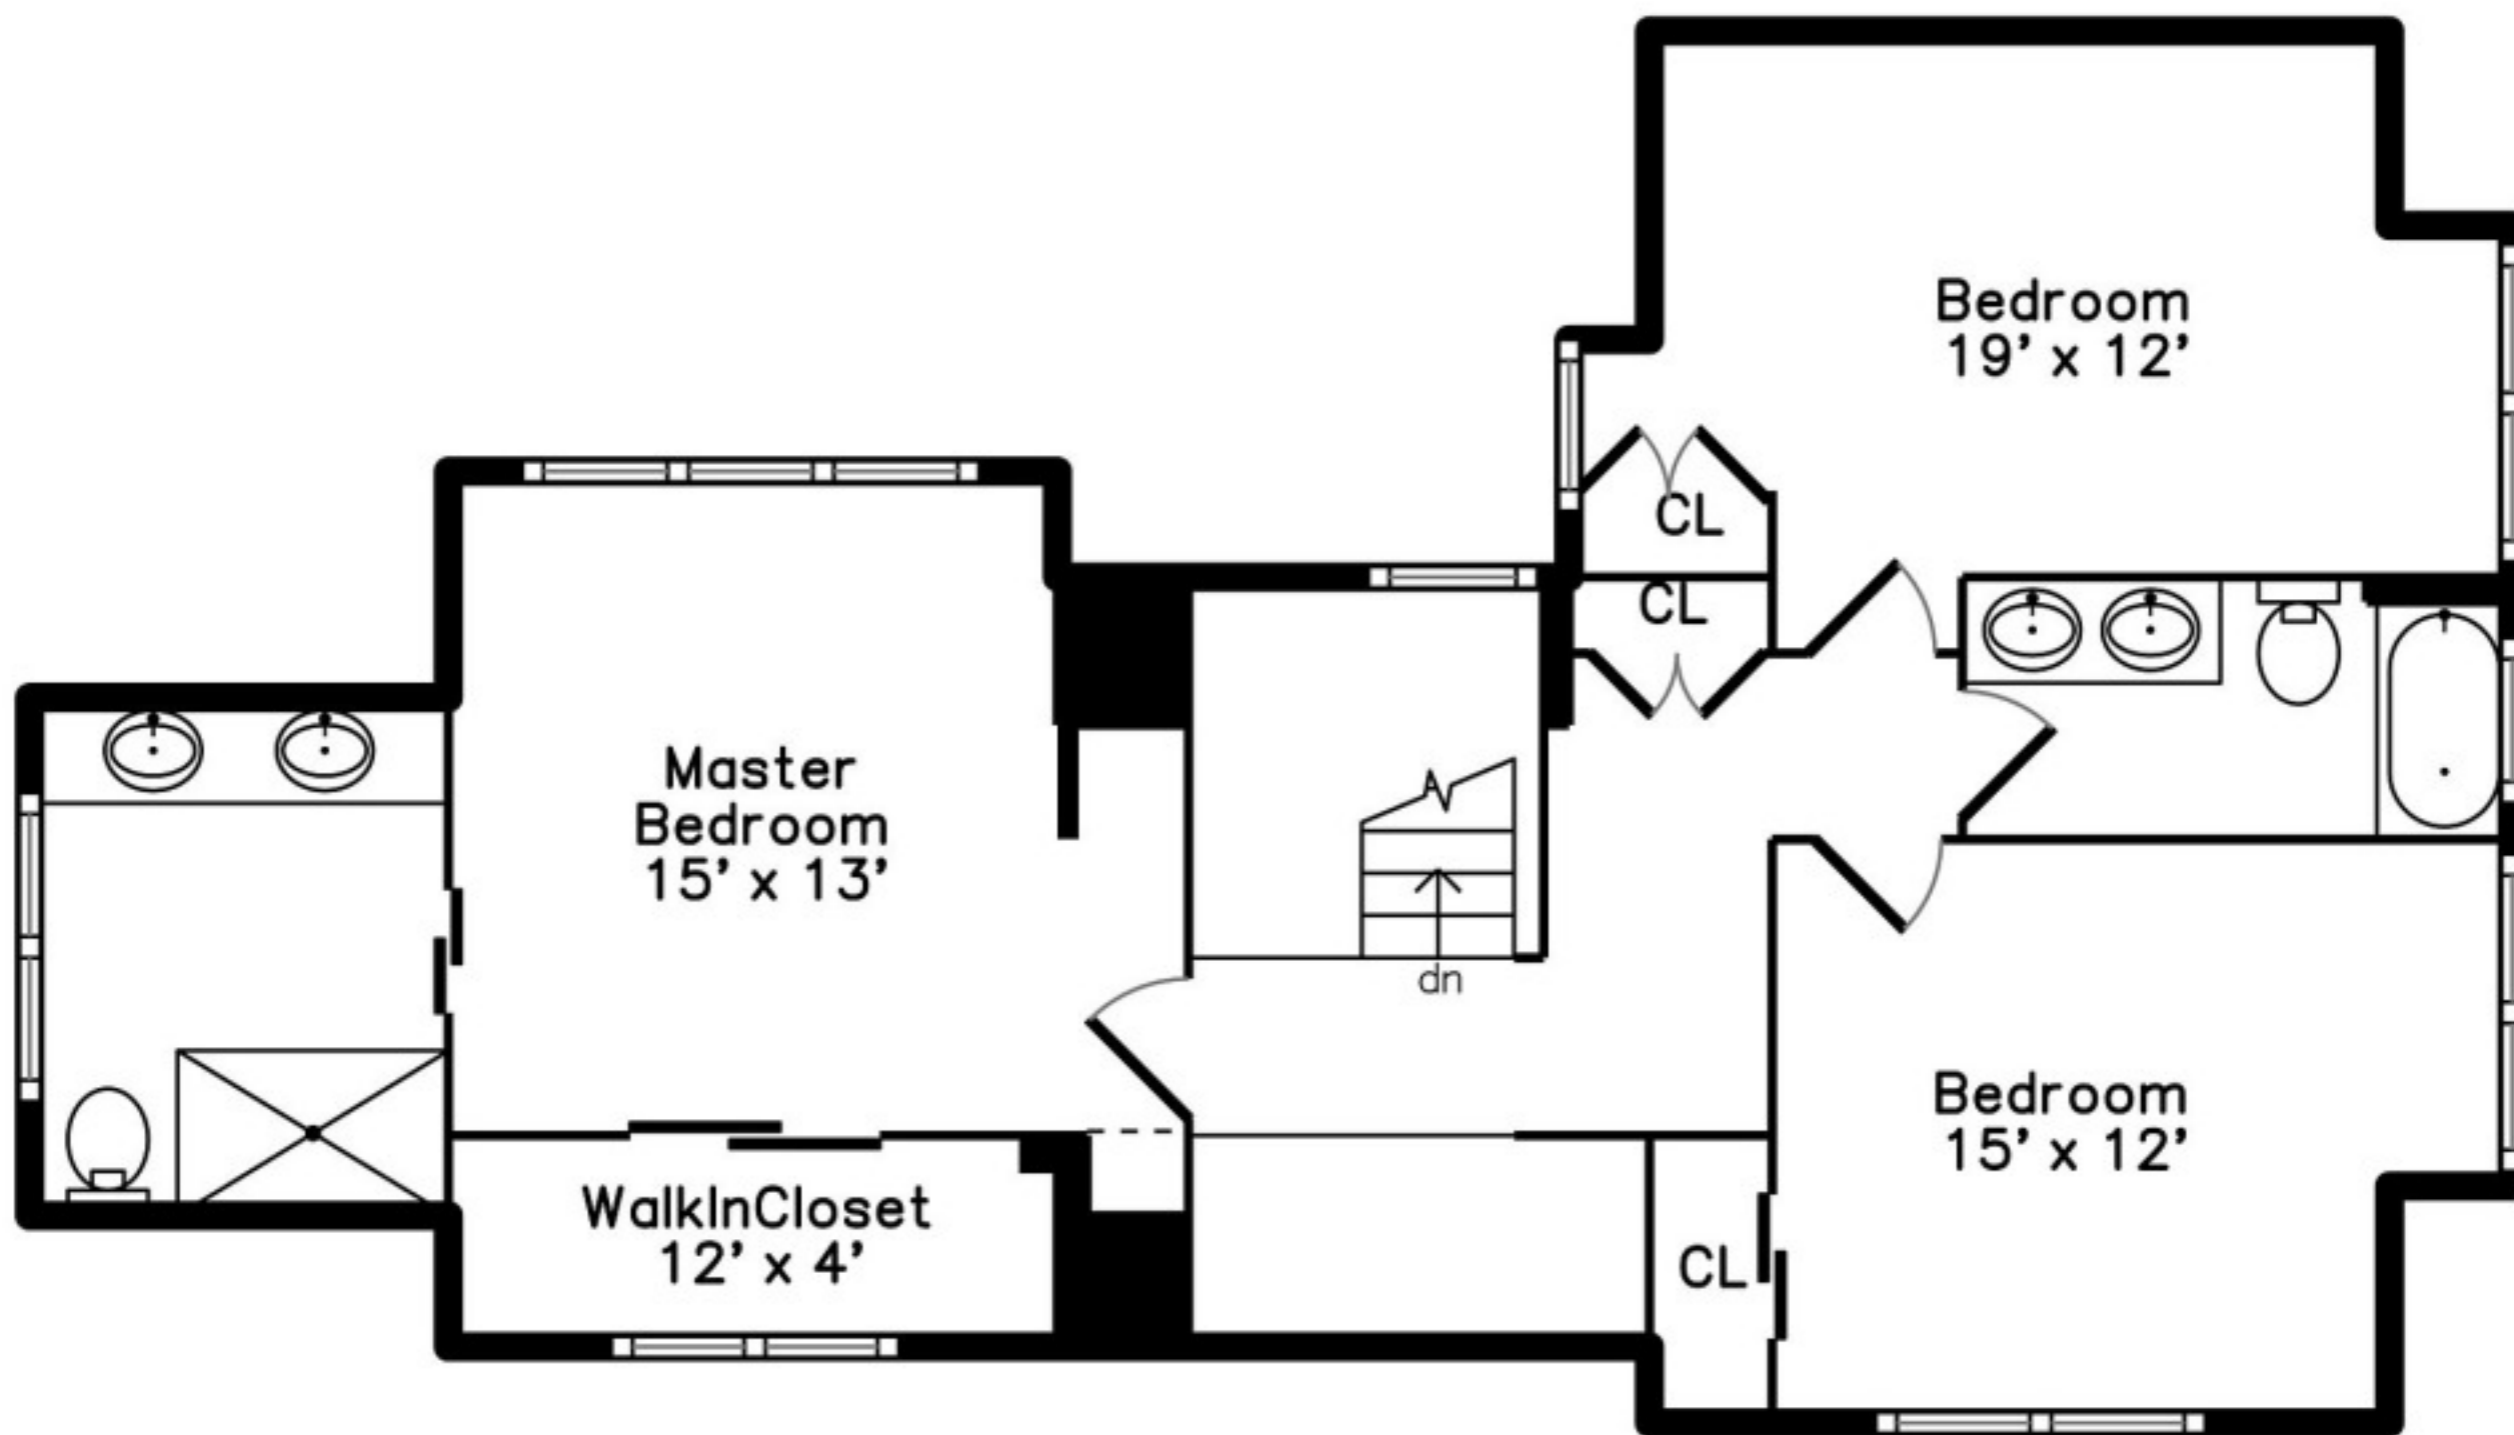 Bedroom
19' x 12'
CL
CL
Master
Bedroom
15' x 13'
dn
Bedroom
15' x 12'
WalkInCloset
12' x 4'
CL